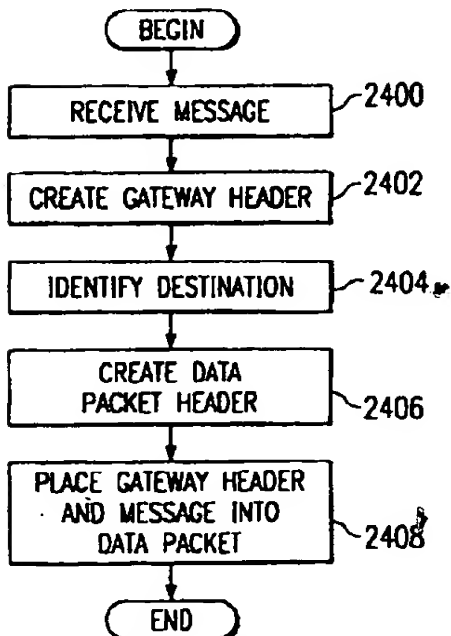 BEGIN
RECEIVE MESSAGE
2400
CREATE GATEWAY HEADER
2402
IDENTIFY DESTINATION
2404
CREATE DATA
PACKET HEADER
2406
PLACE GATEWAY HEADER
AND MESSAGE INTO
DATA PACKET
2408
END